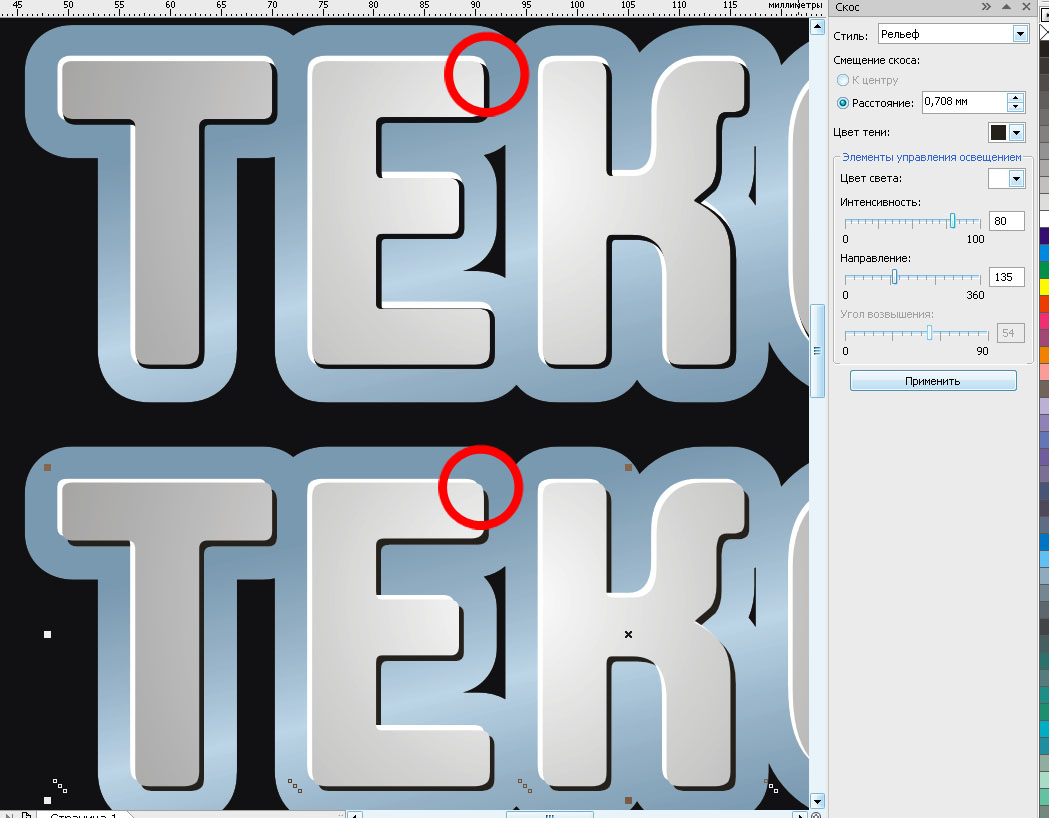 45 50 55 60 65 70 75 80 85 90 95 100 105 110 115 миллиметры
Скос
Стиль: Рельеф
Смещение скоса:
К центру
Расстояние: 0,708 мм
Цвет тени:
Элементы управления освещением
Цвет света:
Интенсивность:
80
0 100
Направление:
135
0 360
Угол возвышения:
54
0 90
Применить
ТЕК
ТЕК
Страница 1